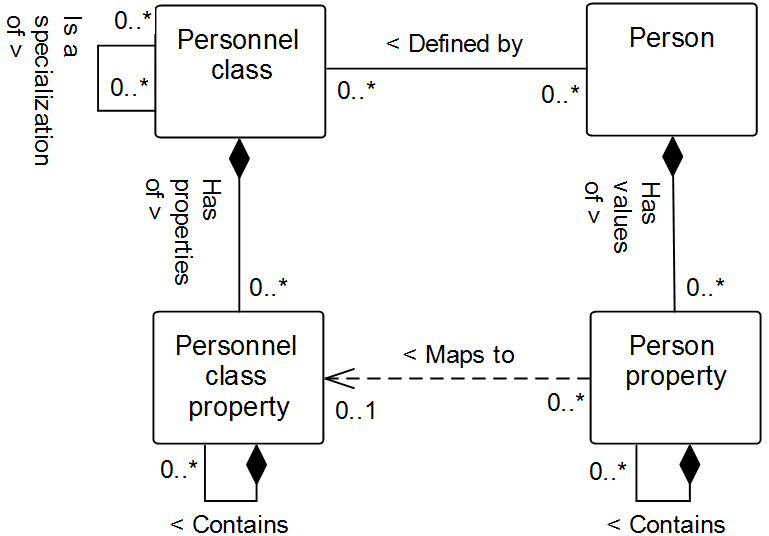 Is a
specialization
of >
0..*
0..*
Personnel
class
< Defined by
0..*
0..*
Person
Has
properties
of >
0..*
Has
values
of >
0..*
Personnel
class
property
< Maps to
0..1
0..*
Person
property
0..*
< Contains
0..*
< Contains